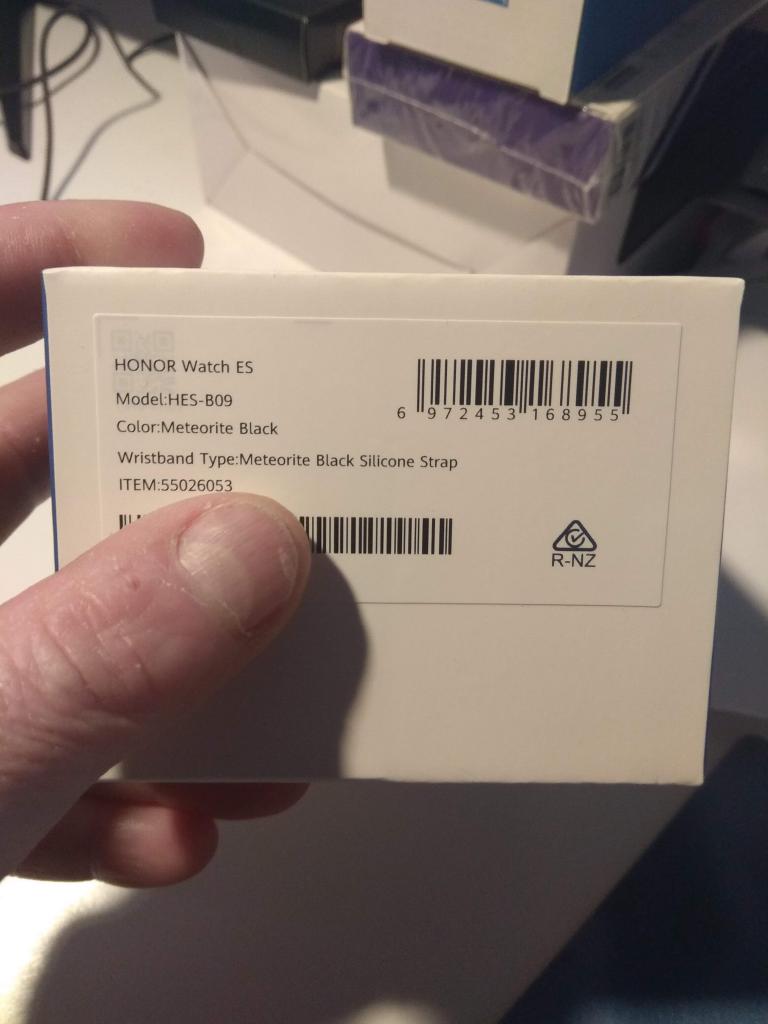 HONOR Watch ES
Model:HES-B09
Color:Meteorite Black
Wristband Type:Meteorite Black Silicone Strap
ITEM:55026053
6 972453 168955
R-NZ